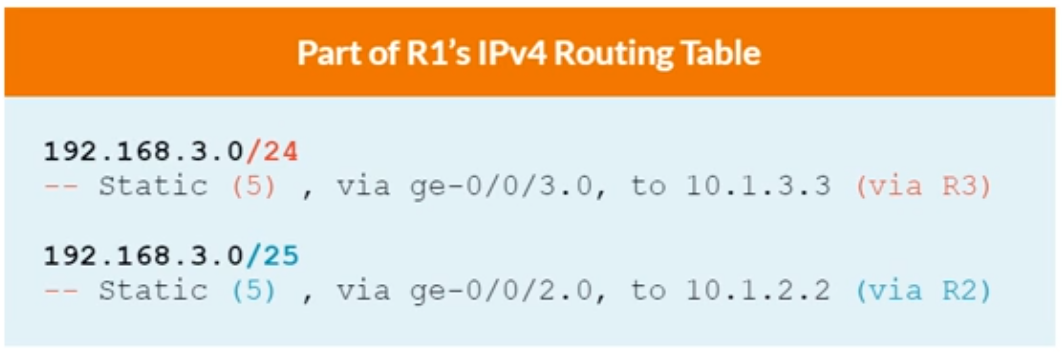 Part of R1’s IPv4 Routing Table
192.168.3.0/24
-- Static (5) , via ge-0/0/3.0, to 10.1.3.3 (via R3)
192.168.3.0/25
-- Static (5) , via ge-0/0/2.0, to 10.1.2.2 (via R2)